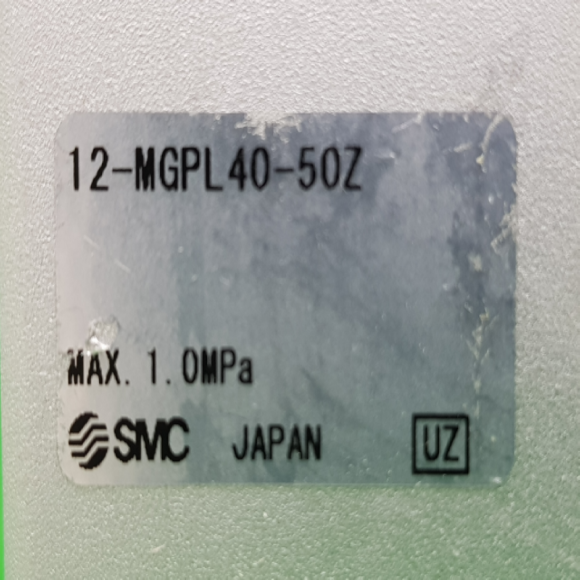 12-MGPL40-50Z
MAX. 1.0MPa
SMC JAPAN UZ